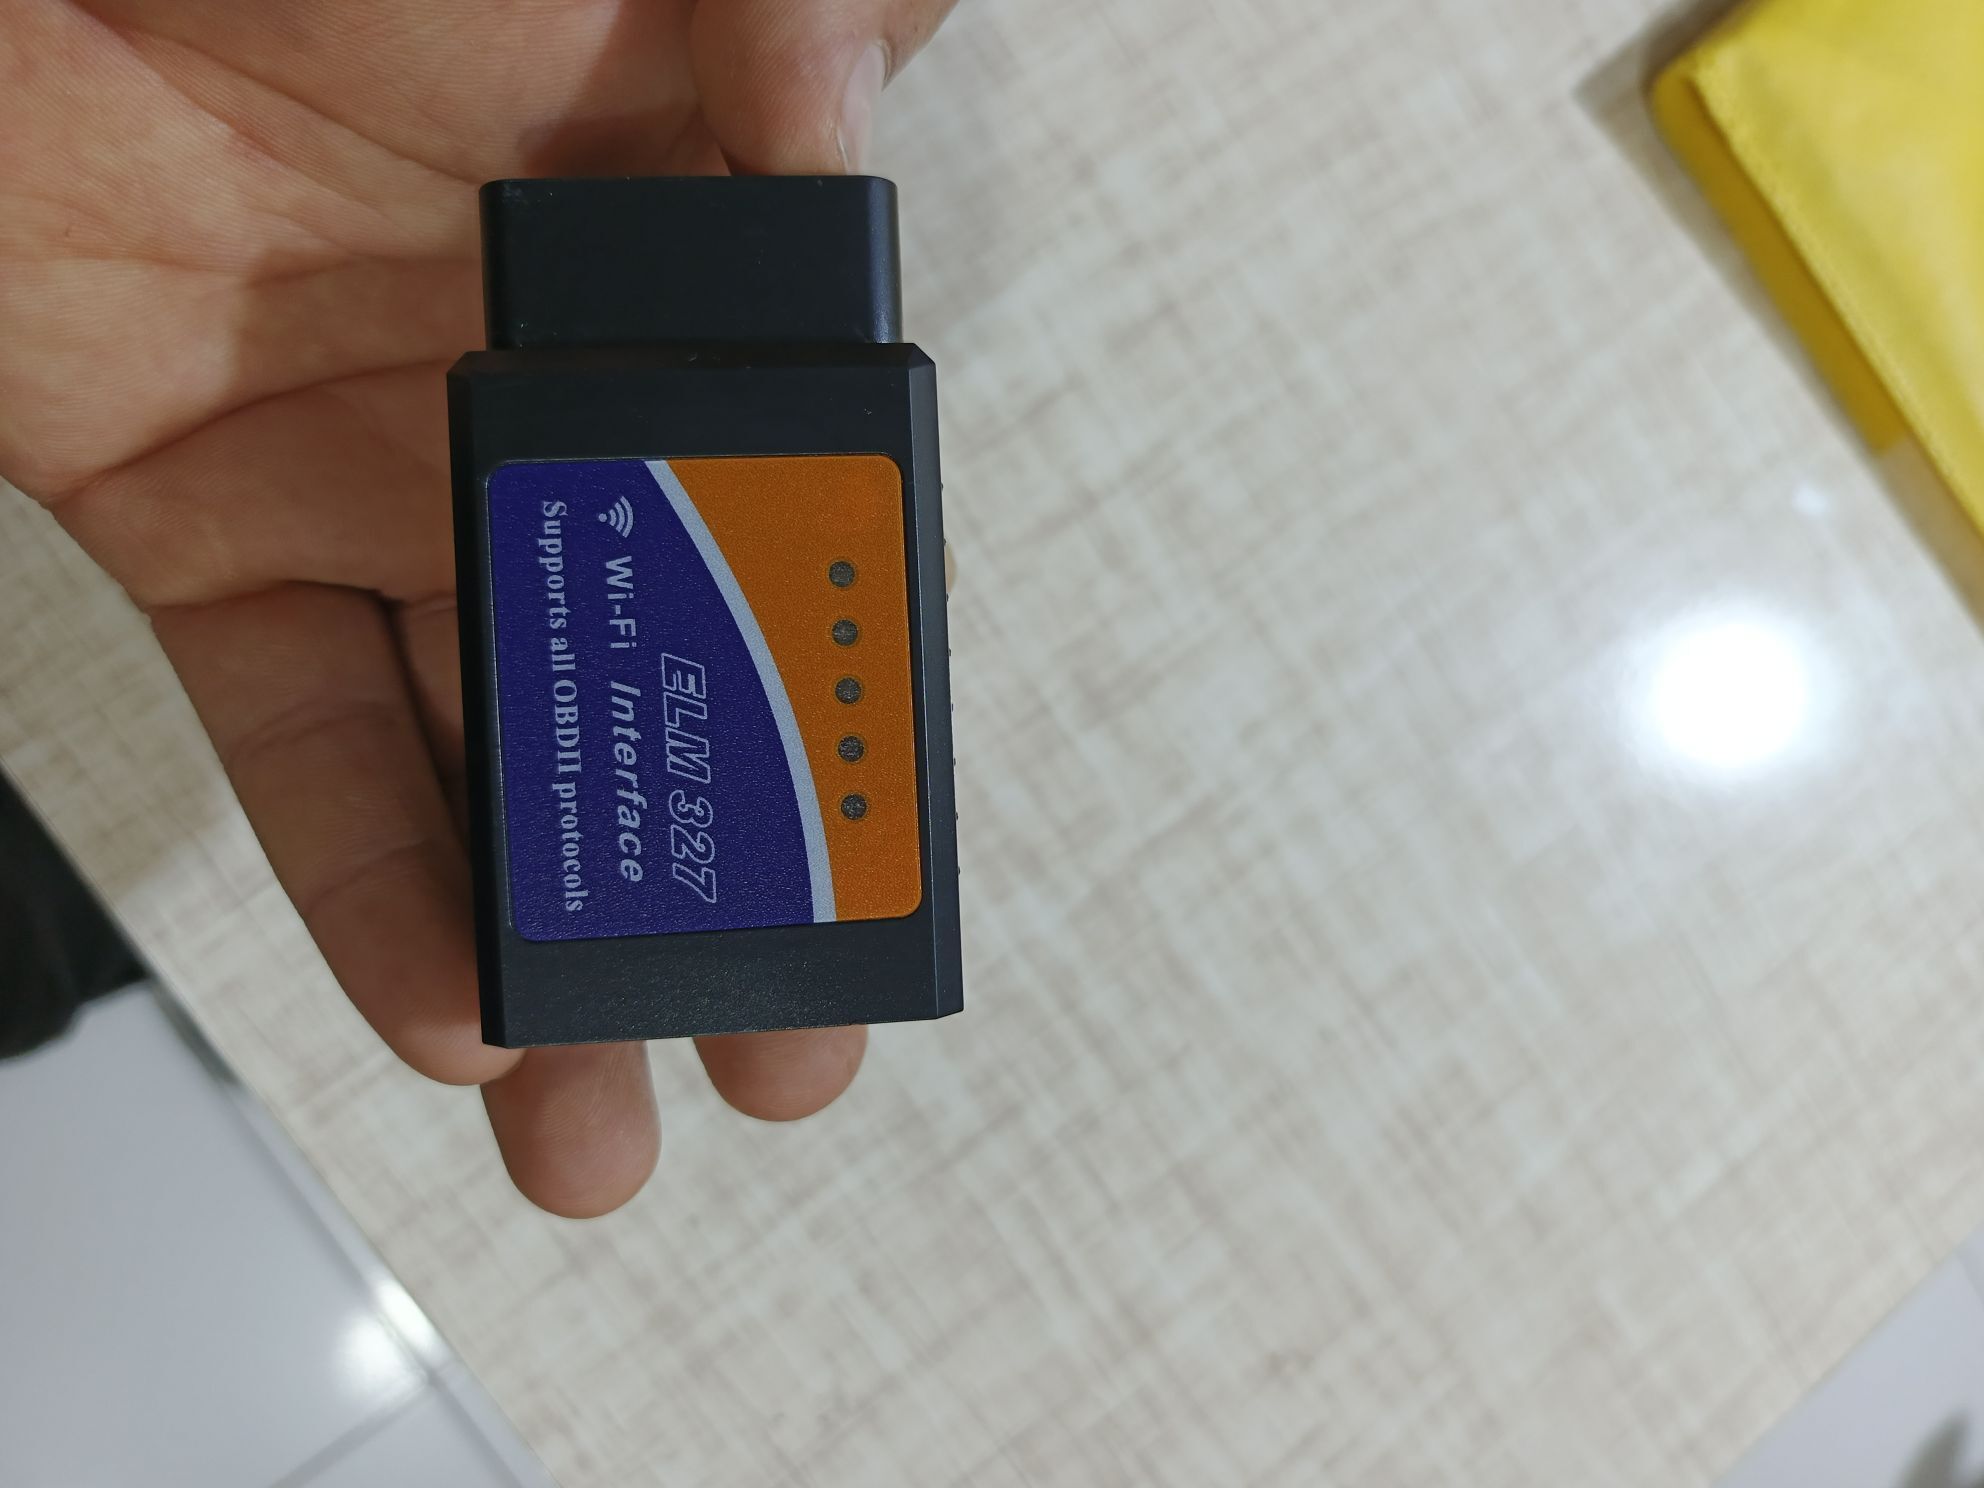 ELM 327
Wi-Fi Interface
Supports all OBDII protocols